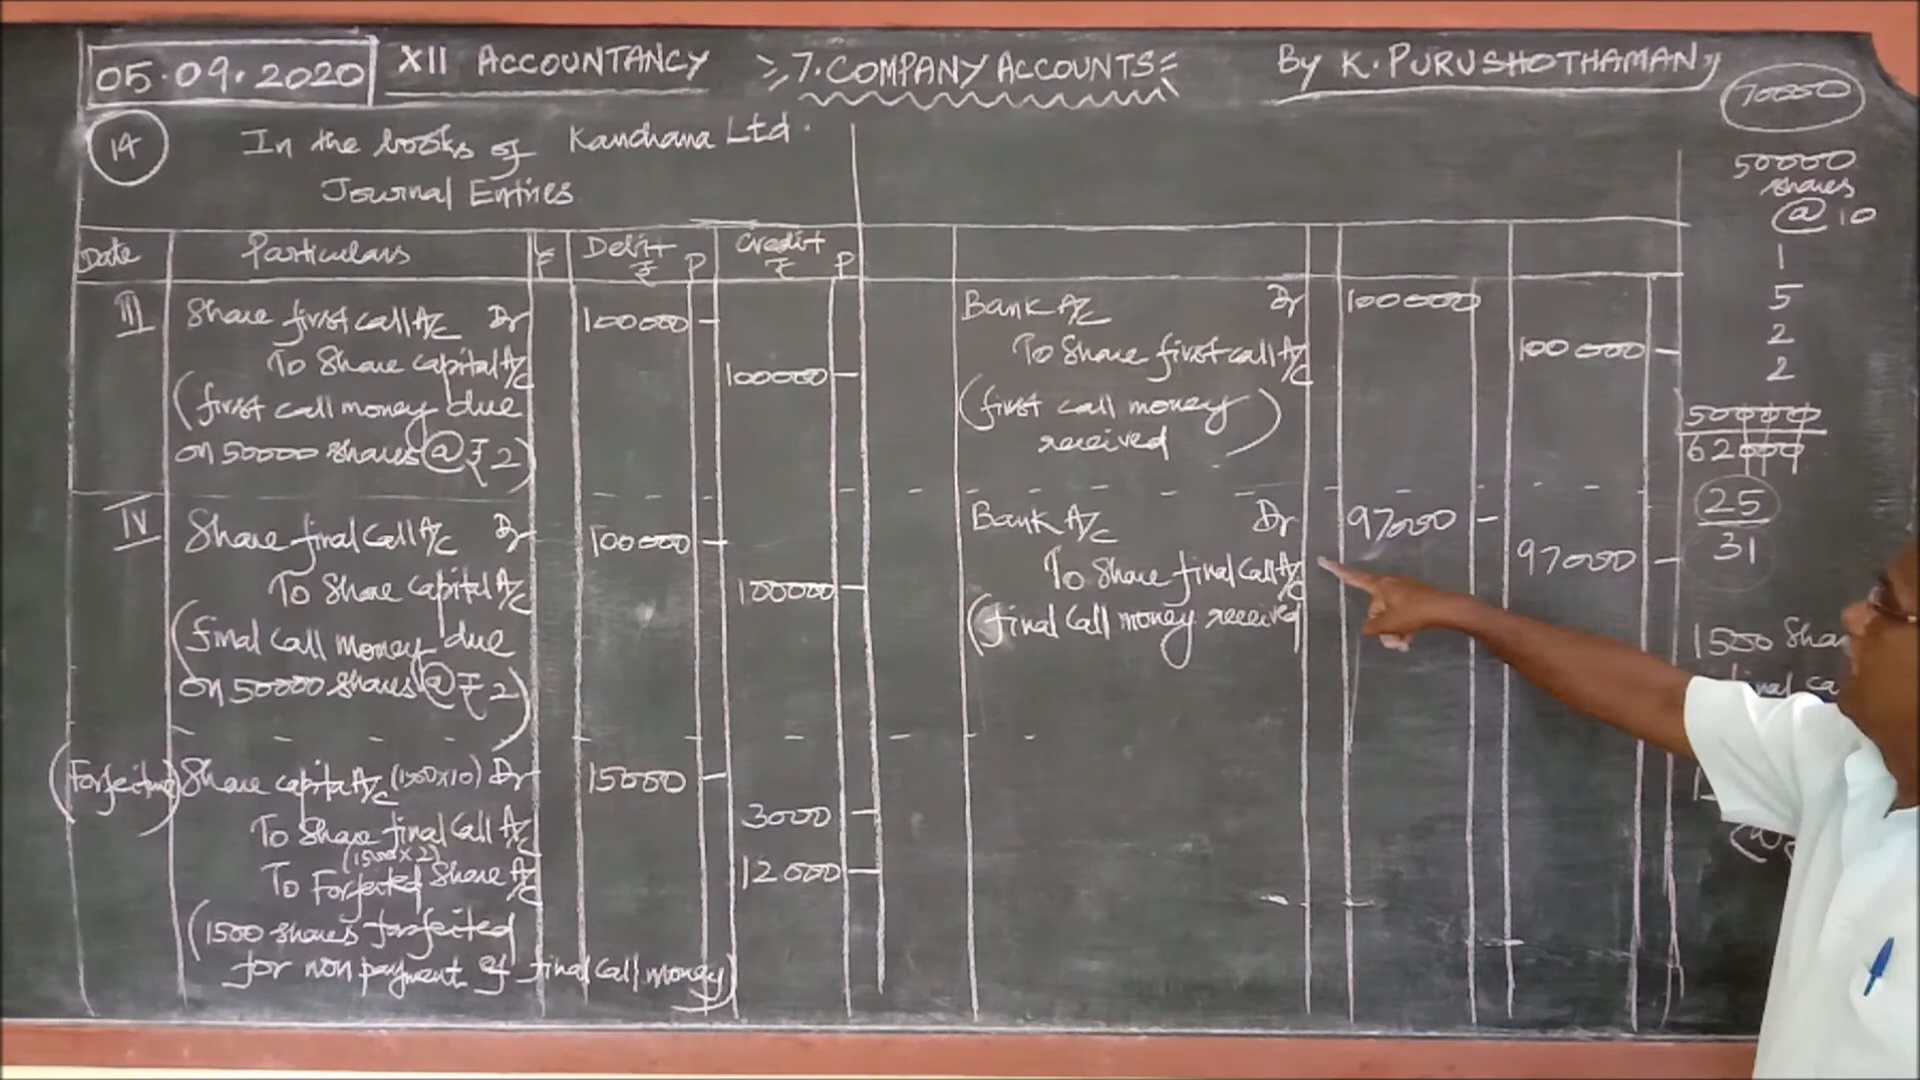 05.09.2020
XII ACCOUNTANCY
7. COMPANY ACCOUNTS
By K. PURUSHOTHAMAN
14
In the books of Kanchana Ltd.
Journal Entries
Date Particulars F Debit ₹ P Credit ₹ P
III Share first call A/c Dr 100000 -
To Share capital A/c 100000 -
(first call money due
on 50000 shares @ ₹ 2)
IV Share final call A/c Dr 100000 -
To Share capital A/c 100000 -
(final call money due
on 50000 shares @ ₹ 2)
(Forfeiting) Share capital A/c (1500x10) Dr 15000 -
To Share final call A/c 3000 -
(1500x2)
To Forfeited Share A/c 12000 -
(1500 shares forfeited
for non payment of final call money)
Bank A/c Dr 100000
To Share first call A/c 100000 -
(first call money
received)
Bank A/c Dr 97000 -
To Share final call A/c 97000 -
(final call money received
70000
50000
shares
@ 10
1
5
2
2
50000
62000
25
31
1500 Shar